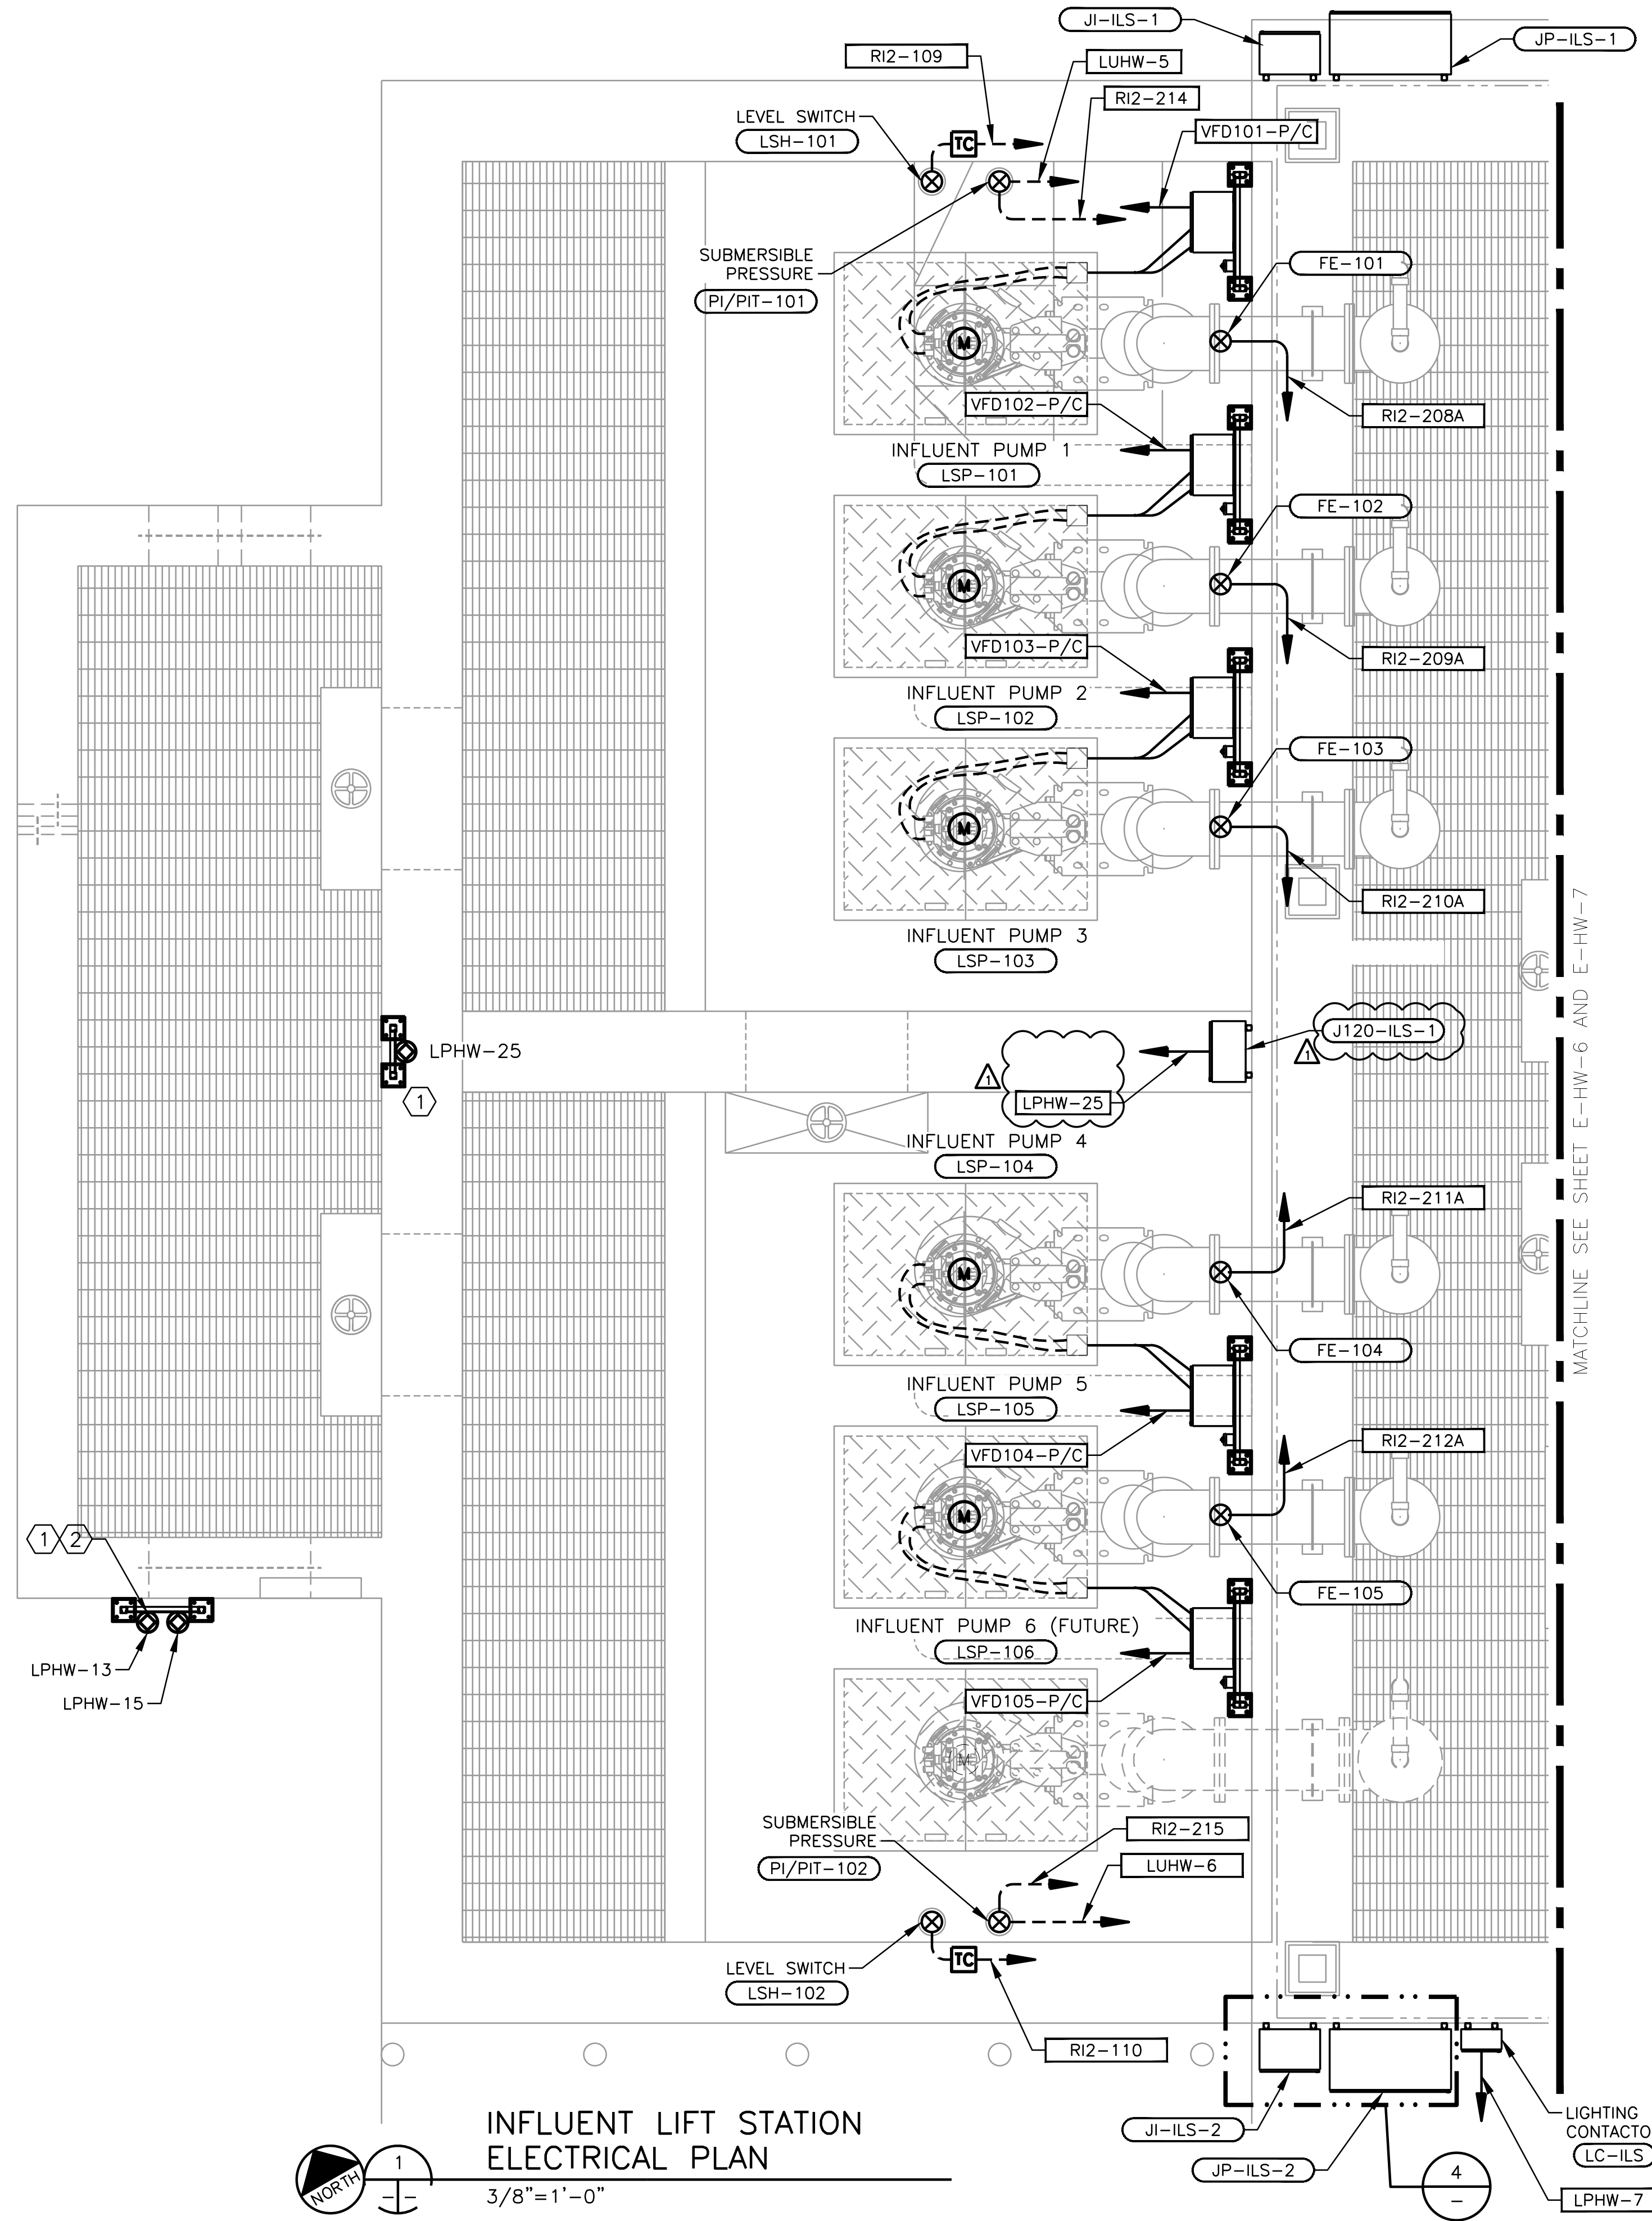 JI-ILS-1
JP-ILS-1
RI2-109
LUHW-5
RI2-214
LEVEL SWITCH
LSH-101
TC
VFD101-P/C
SUBMERSIBLE
PRESSURE
PI/PIT-101
FE-101
M
VFD102-P/C
RI2-208A
INFLUENT PUMP 1
LSP-101
FE-102
M
VFD103-P/C
RI2-209A
INFLUENT PUMP 2
LSP-102
FE-103
M
RI2-210A
INFLUENT PUMP 3
LSP-103
MATCHLINE SEE SHEET E-HW-6 AND E-HW-7
LPHW-25
1
J120-ILS-1
1
1
LPHW-25
INFLUENT PUMP 4
LSP-104
RI2-211A
M
FE-104
INFLUENT PUMP 5
LSP-105
VFD104-P/C
RI2-212A
M
1
2
FE-105
INFLUENT PUMP 6 (FUTURE)
LSP-106
LPHW-13
LPHW-15
VFD105-P/C
M
SUBMERSIBLE
PRESSURE
PI/PIT-102
RI2-215
LUHW-6
LEVEL SWITCH
LSH-102
TC
RI2-110
LIGHTING
CONTACTO
LC-ILS
JI-ILS-2
JP-ILS-2
4
-
LPHW-7
NORTH
1
--
INFLUENT LIFT STATION
ELECTRICAL PLAN
3/8"=1'-0"